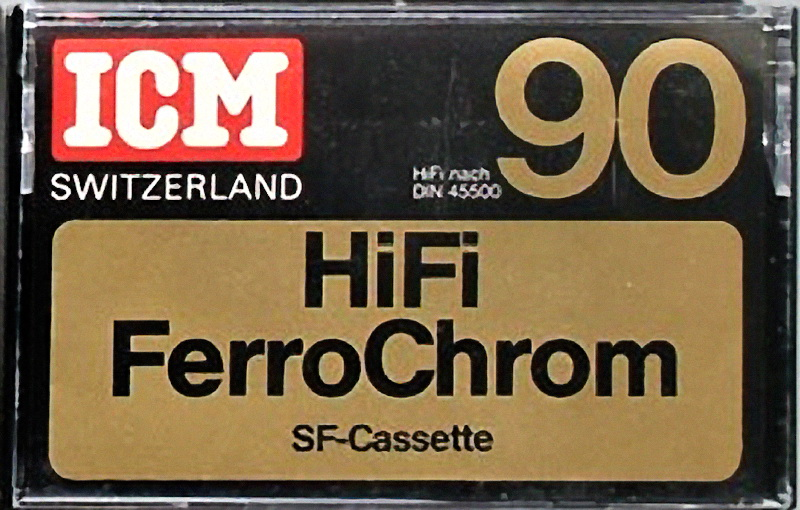 ICM
SWITZERLAND
90
HiFi nach
DIN 45500
HiFi
FerroChrom
SF-Cassette